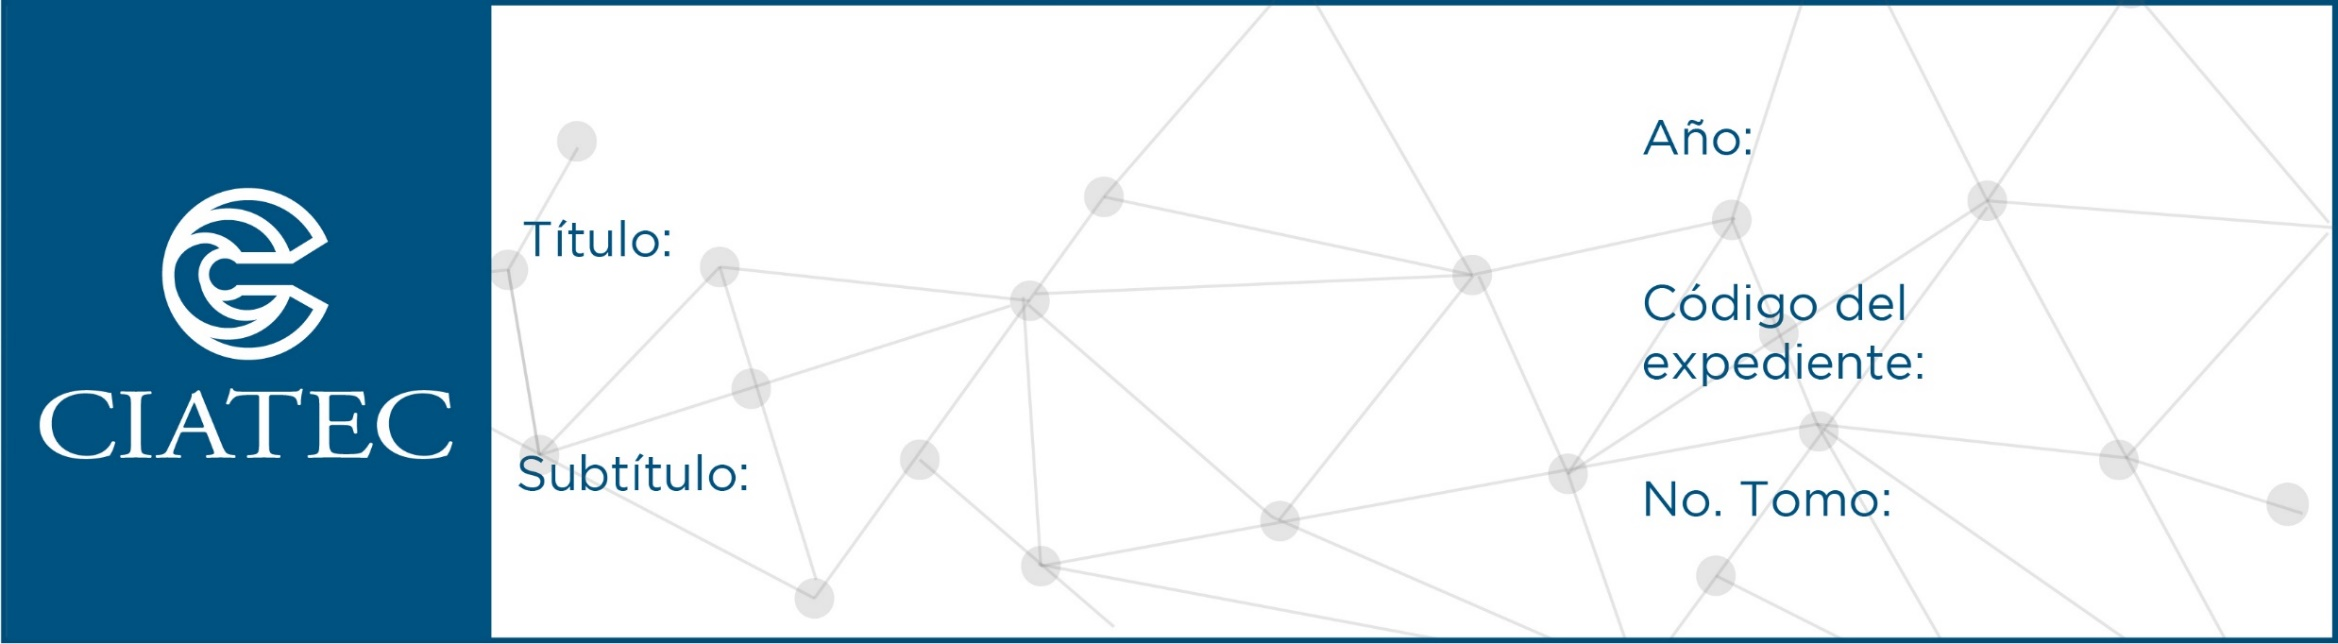 CIATEC
Título:
Subtítulo:
Año:
Código del
expediente:
No. Tomo: